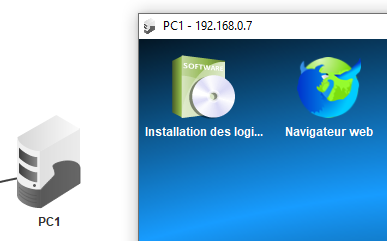 PC1 - 192.168.0.7
SOFTWARE
Installation des logi...
Navigateur web
PC1